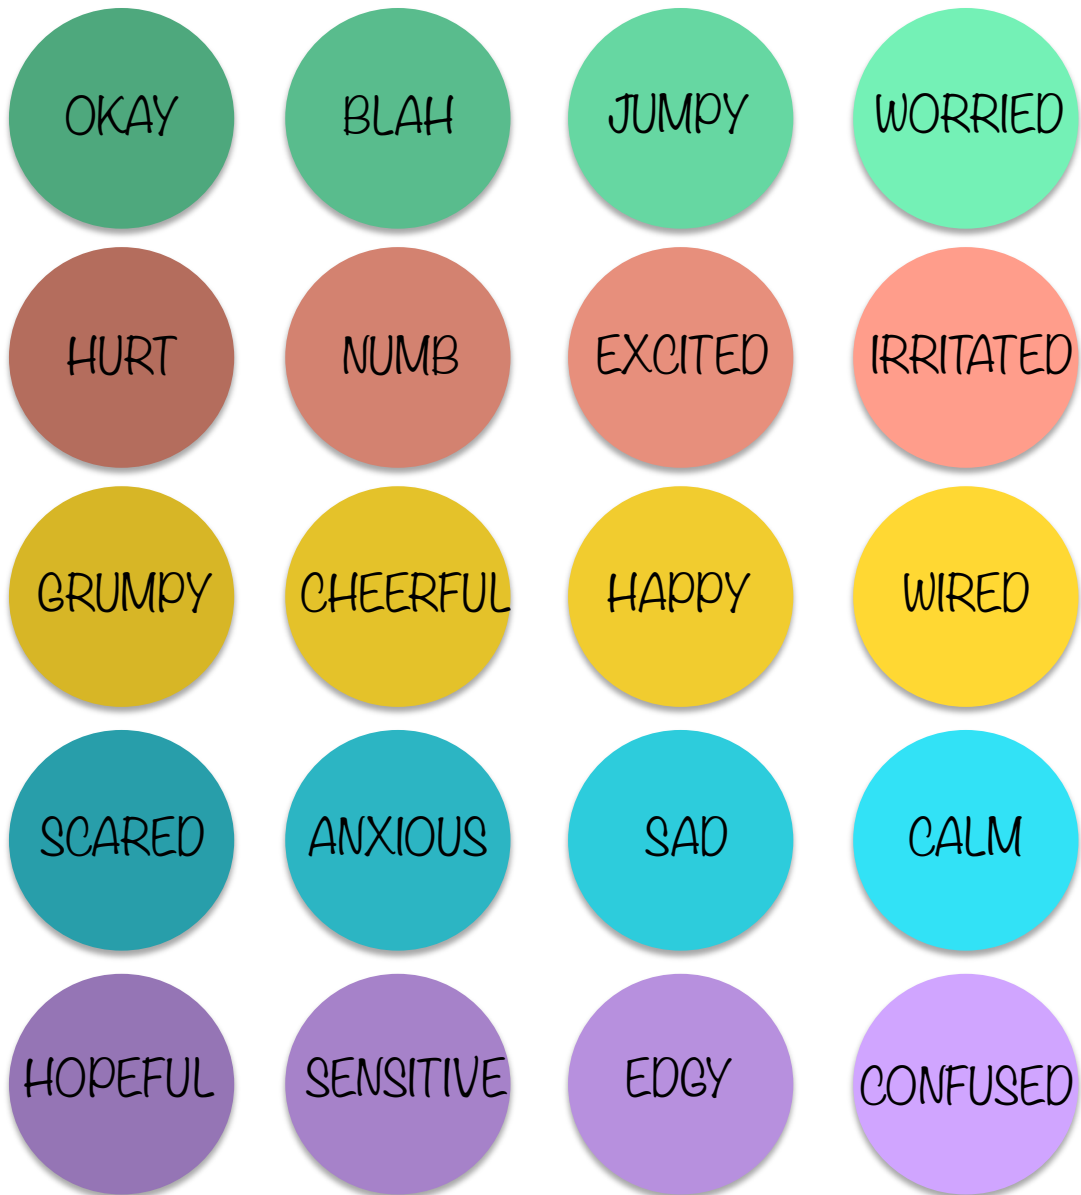 OKAY BLAH JUMPY WORRIED
HURT NUMB EXCITED IRRITATED
GRUMPY CHEERFUL HAPPY WIRED
SCARED ANXIOUS SAD CALM
HOPEFUL SENSITIVE EDGY CONFUSED